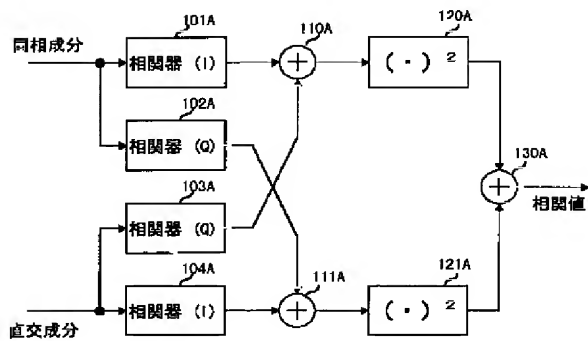 101A
110A
120A
同相成分
相関器 (I)
+
( · ) 2
102A
相関器 (Q)
130A
+
103A
相関値
相関器 (Q)
104A
111A
121A
相関器 (I)
+
( · ) 2
直交成分